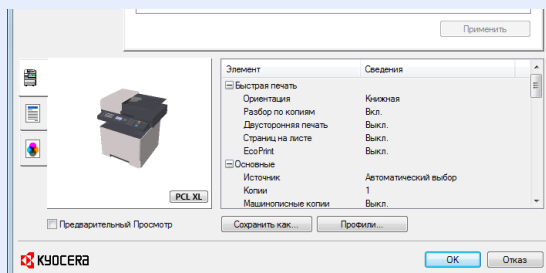 Применить
Элемент Сведения
Быстрая печать
Ориентация Книжная
Разбор по копиям Вкл.
Двусторонняя печать Выкл.
Страниц на листе Выкл.
EcoPrint Выкл.
Основные
Источник Автоматический выбор
Копии 1
Машинописные копии Выкл.
PCL XL
Предварительный Просмотр Сохранить как... Профили...
KYOCERA OK Отказ